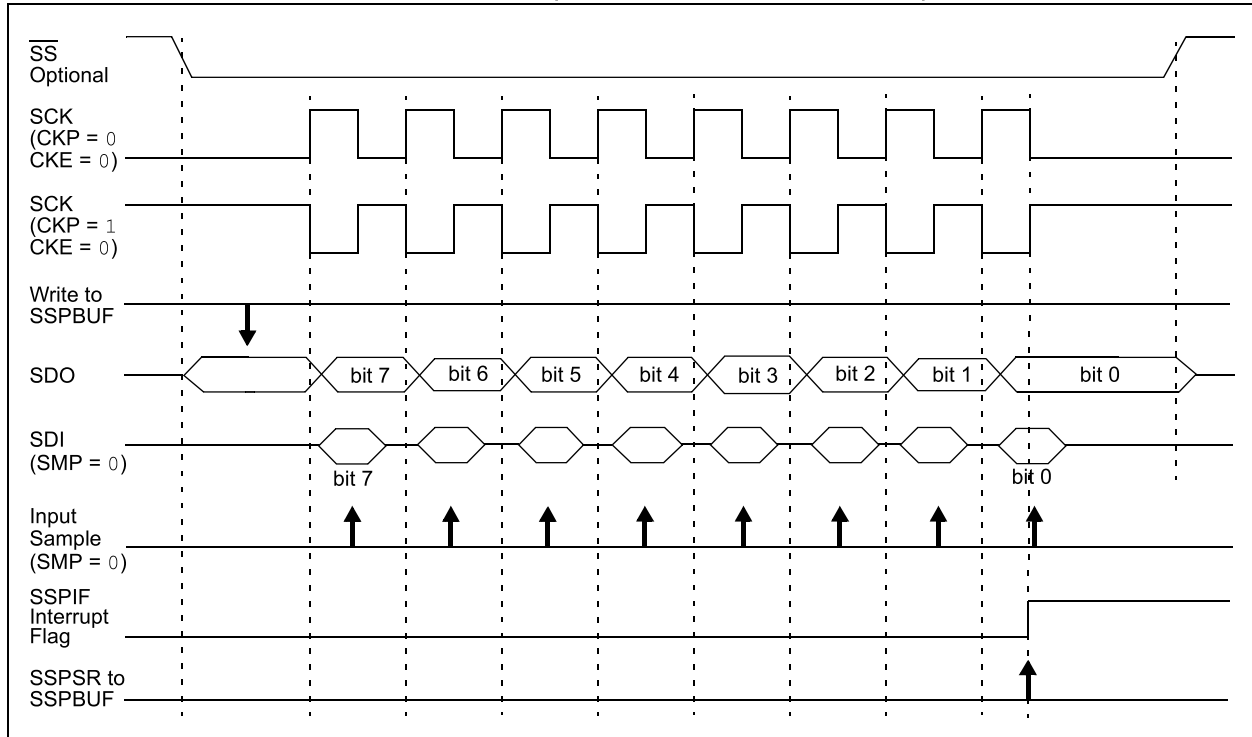 SS
Optional
SCK
(CKP = 0
CKE = 0)
SCK
(CKP = 1
CKE = 0)
Write to
SSPBUF
SDO
bit 7
bit 6
bit 5
bit 4
bit 3
bit 2
bit 1
bit 0
SDI
(SMP = 0)
bit 7
bit 0
Input
Sample
(SMP = 0)
SSPIF
Interrupt
Flag
SSPSR to
SSPBUF